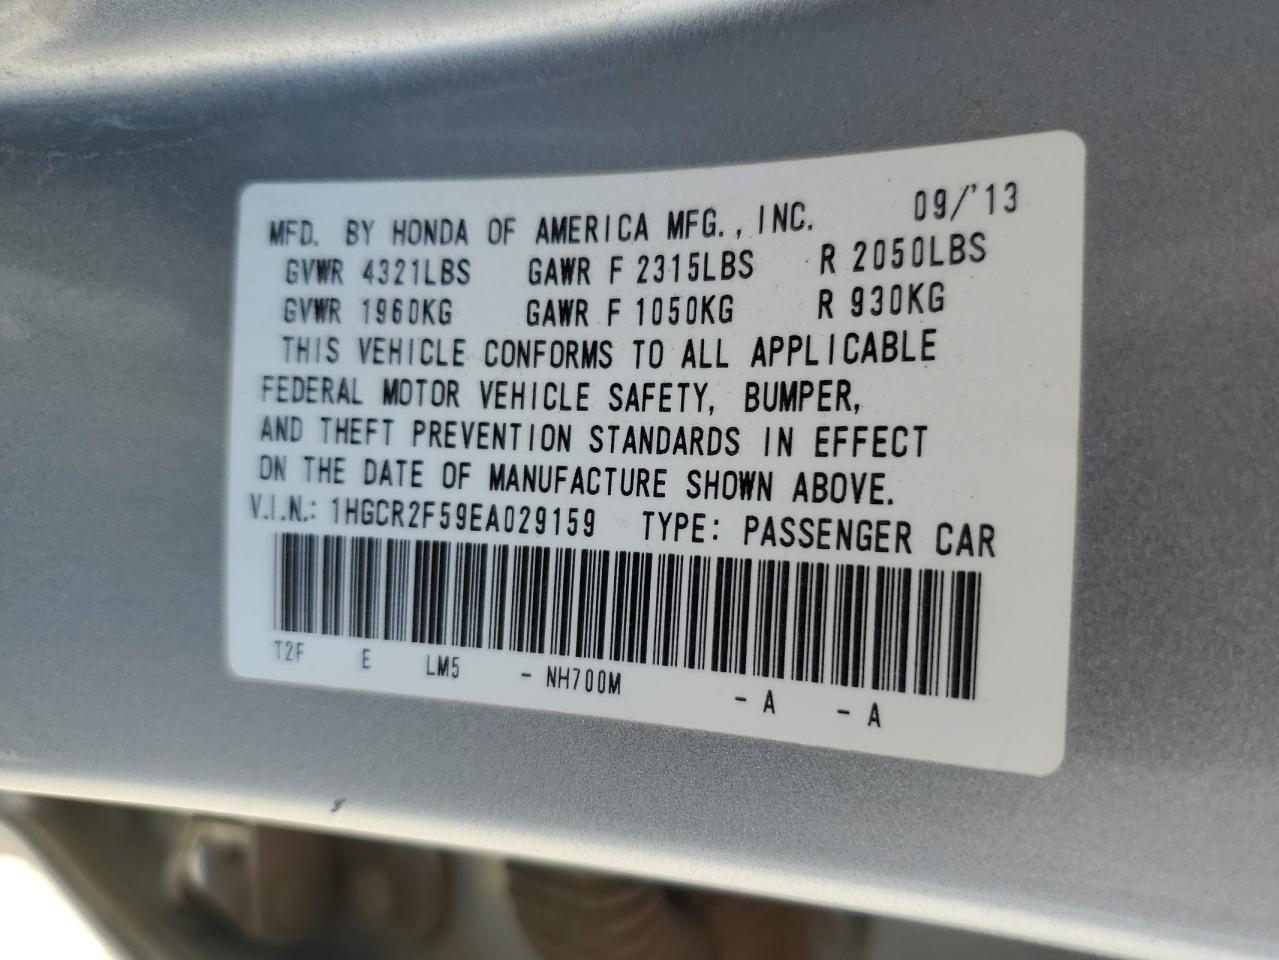 MFD. BY HONDA OF AMERICA MFG., INC. 09/'13
GVWR 4321LBS GAWR F 2315LBS R 2050LBS
GVWR 1960KG GAWR F 1050KG R 930KG
THIS VEHICLE CONFORMS TO ALL APPLICABLE
FEDERAL MOTOR VEHICLE SAFETY, BUMPER,
AND THEFT PREVENTION STANDARDS IN EFFECT
ON THE DATE OF MANUFACTURE SHOWN ABOVE.
V.I.N.: 1HGCR2F59EA029159 TYPE: PASSENGER CAR
T2F E LM5 - NH700M - A - A